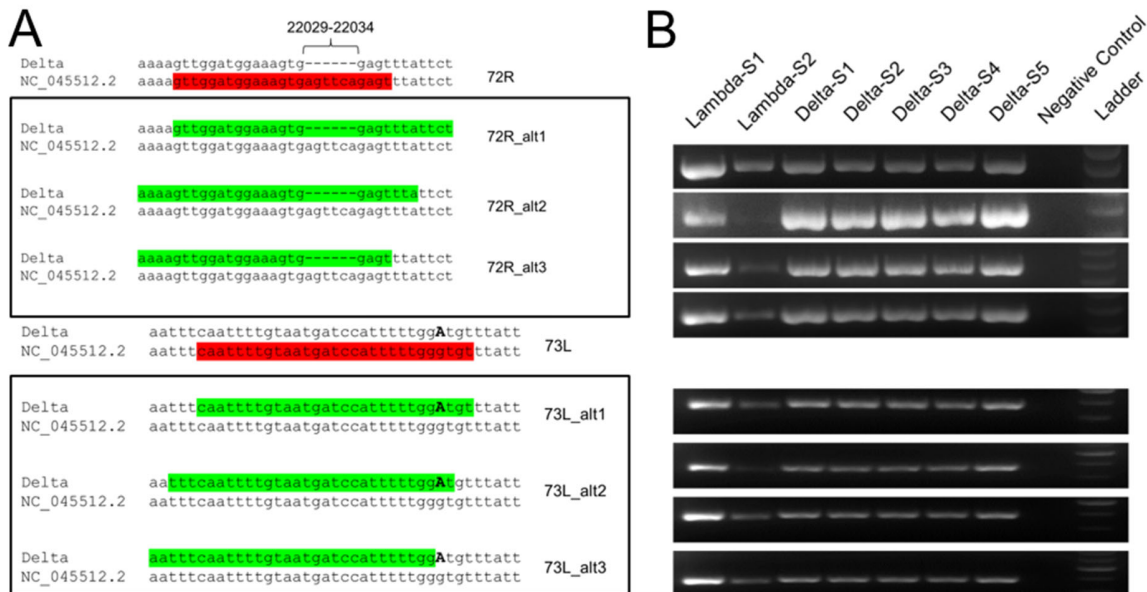 A
22029-22034
Delta aaaagttggatggaaagtg------gagtttattct
NC_045512.2 aaaagttggatggaaagtgagttcagagtttattct 72R
Delta aaaagttggatggaaagtg------gagtttattct
NC_045512.2 aaaagttggatggaaagtgagttcagagtttattct 72R_alt1
Delta aaaagttggatggaaagtg------gagtttattct
NC_045512.2 aaaagttggatggaaagtgagttcagagtttattct 72R_alt2
Delta aaaagttggatggaaagtg------gagtttattct
NC_045512.2 aaaagttggatggaaagtgagttcagagtttattct 72R_alt3
Delta aatttcaattttgtaatgatccatttttggAtgtttatt
NC_045512.2 aatttcaattttgtaatgatccatttttgggtgtttatt 73L
Delta aatttcaattttgtaatgatccatttttggAtgtttatt
NC_045512.2 aatttcaattttgtaatgatccatttttgggtgtttatt 73L_alt1
Delta aatttcaattttgtaatgatccatttttggAtgtttatt
NC_045512.2 aatttcaattttgtaatgatccatttttgggtgtttatt 73L_alt2
Delta aatttcaattttgtaatgatccatttttggAtgtttatt
NC_045512.2 aatttcaattttgtaatgatccatttttgggtgtttatt 73L_alt3
B
Lambda-S1
Lambda-S2
Delta-S1
Delta-S2
Delta-S3
Delta-S4
Delta-S5
Negative Control
Ladder